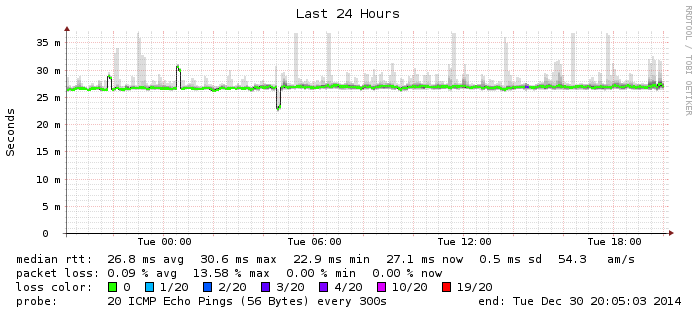 Last 24 Hours
RRDTOOL / TOBI OETIKER
Seconds
35 m
30 m
25 m
20 m
15 m
10 m
5 m
0
Tue 00:00 Tue 06:00 Tue 12:00 Tue 18:00
median rtt: 26.8 ms avg 30.6 ms max 22.9 ms min 27.1 ms now 0.5 ms sd 54.3 am/s
packet loss: 0.09 % avg 13.58 % max 0.00 % min 0.00 % now
loss color: 0 1/20 2/20 3/20 4/20 10/20 19/20
probe: 20 ICMP Echo Pings (56 Bytes) every 300s end: Tue Dec 30 20:05:03 2014